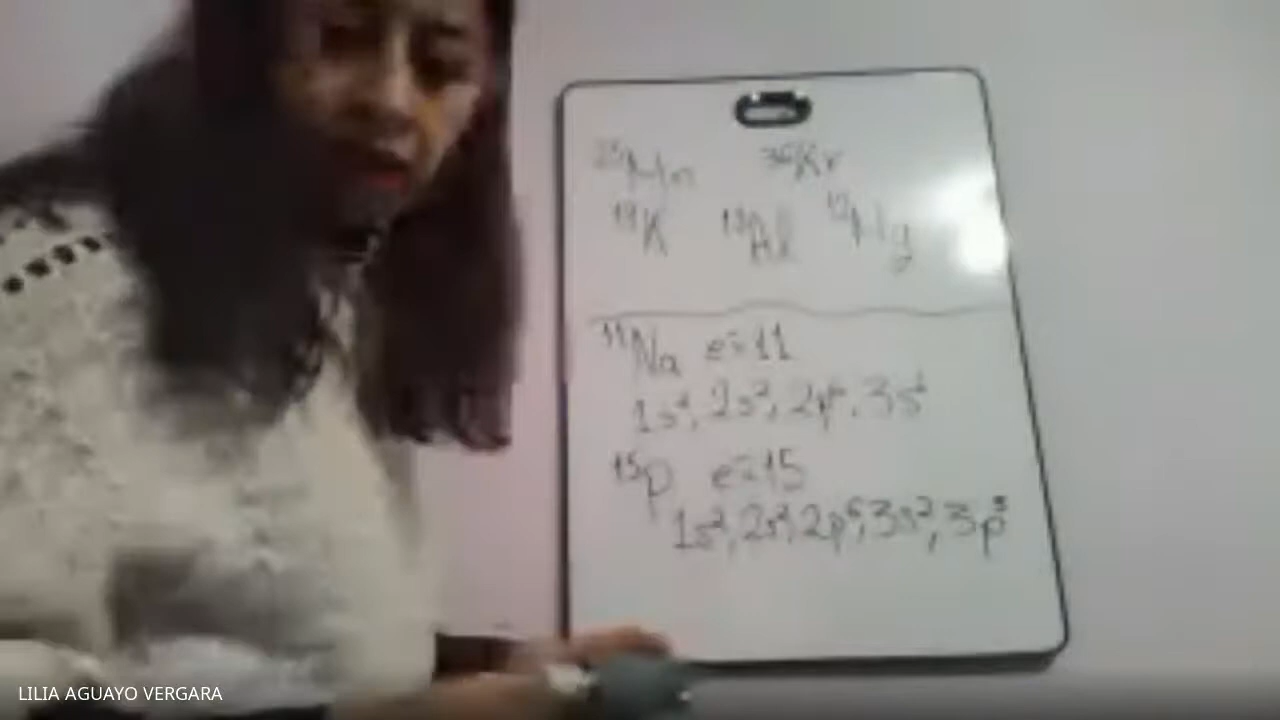 ²⁵Mn ³⁶Kr
¹⁹K ¹³Al ¹²Mg
¹¹Na e⁻=11
1s², 2s², 2p⁶, 3s¹
¹⁵P e⁻=15
1s², 2s², 2p⁶, 3s², 3p³
LILIA AGUAYO VERGARA